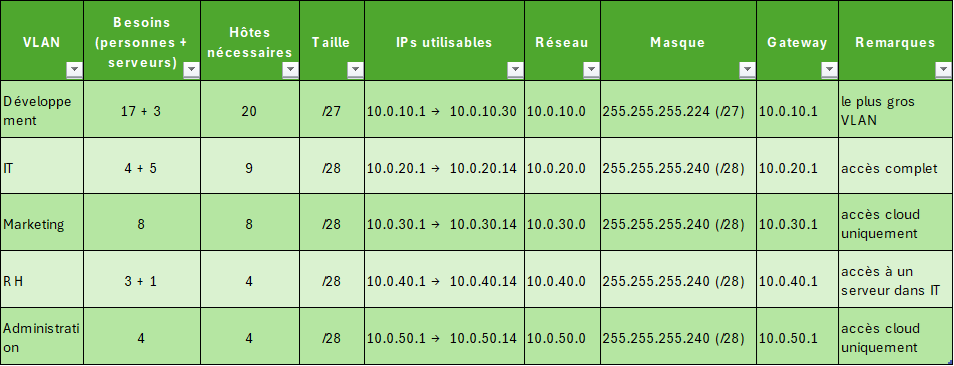 VLAN Besoins (personnes + serveurs) Hôtes nécessaires Taille IPs utilisables Réseau Masque Gateway Remarques
Développe
ment 17 + 3 20 /27 10.0.10.1 → 10.0.10.30 10.0.10.0 255.255.255.224 (/27) 10.0.10.1 le plus gros
VLAN
IT 4 + 5 9 /28 10.0.20.1 → 10.0.20.14 10.0.20.0 255.255.255.240 (/28) 10.0.20.1 accès complet
Marketing 8 8 /28 10.0.30.1 → 10.0.30.14 10.0.30.0 255.255.255.240 (/28) 10.0.30.1 accès cloud
uniquement
RH 3 + 1 4 /28 10.0.40.1 → 10.0.40.14 10.0.40.0 255.255.255.240 (/28) 10.0.40.1 accès à un
serveur dans IT
Administrati
on 4 4 /28 10.0.50.1 → 10.0.50.14 10.0.50.0 255.255.255.240 (/28) 10.0.50.1 accès cloud
uniquement